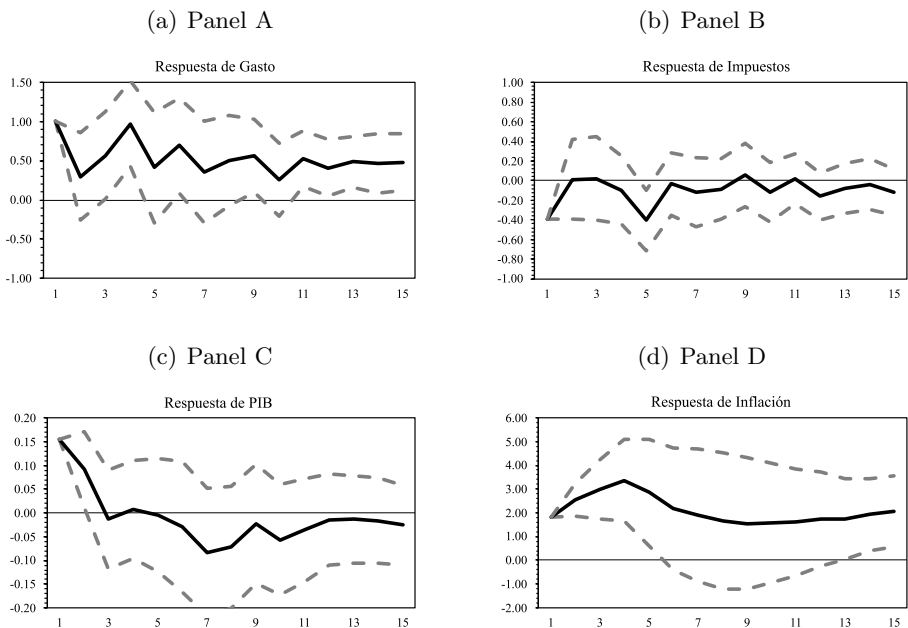 (a) Panel A
Respuesta de Gasto
1.50
1.00
0.50
0.00
-0.50
-1.00
1 3 5 7 9 11 13 15
(b) Panel B
Respuesta de Impuestos
1.00
0.80
0.60
0.40
0.20
0.00
-0.20
-0.40
-0.60
-0.80
-1.00
1 3 5 7 9 11 13 15
(c) Panel C
Respuesta de PIB
0.20
0.15
0.10
0.05
0.00
-0.05
-0.10
-0.15
-0.20
1 3 5 7 9 11 13 15
(d) Panel D
Respuesta de Inflación
6.00
5.00
4.00
3.00
2.00
1.00
0.00
-1.00
-2.00
1 3 5 7 9 11 13 15